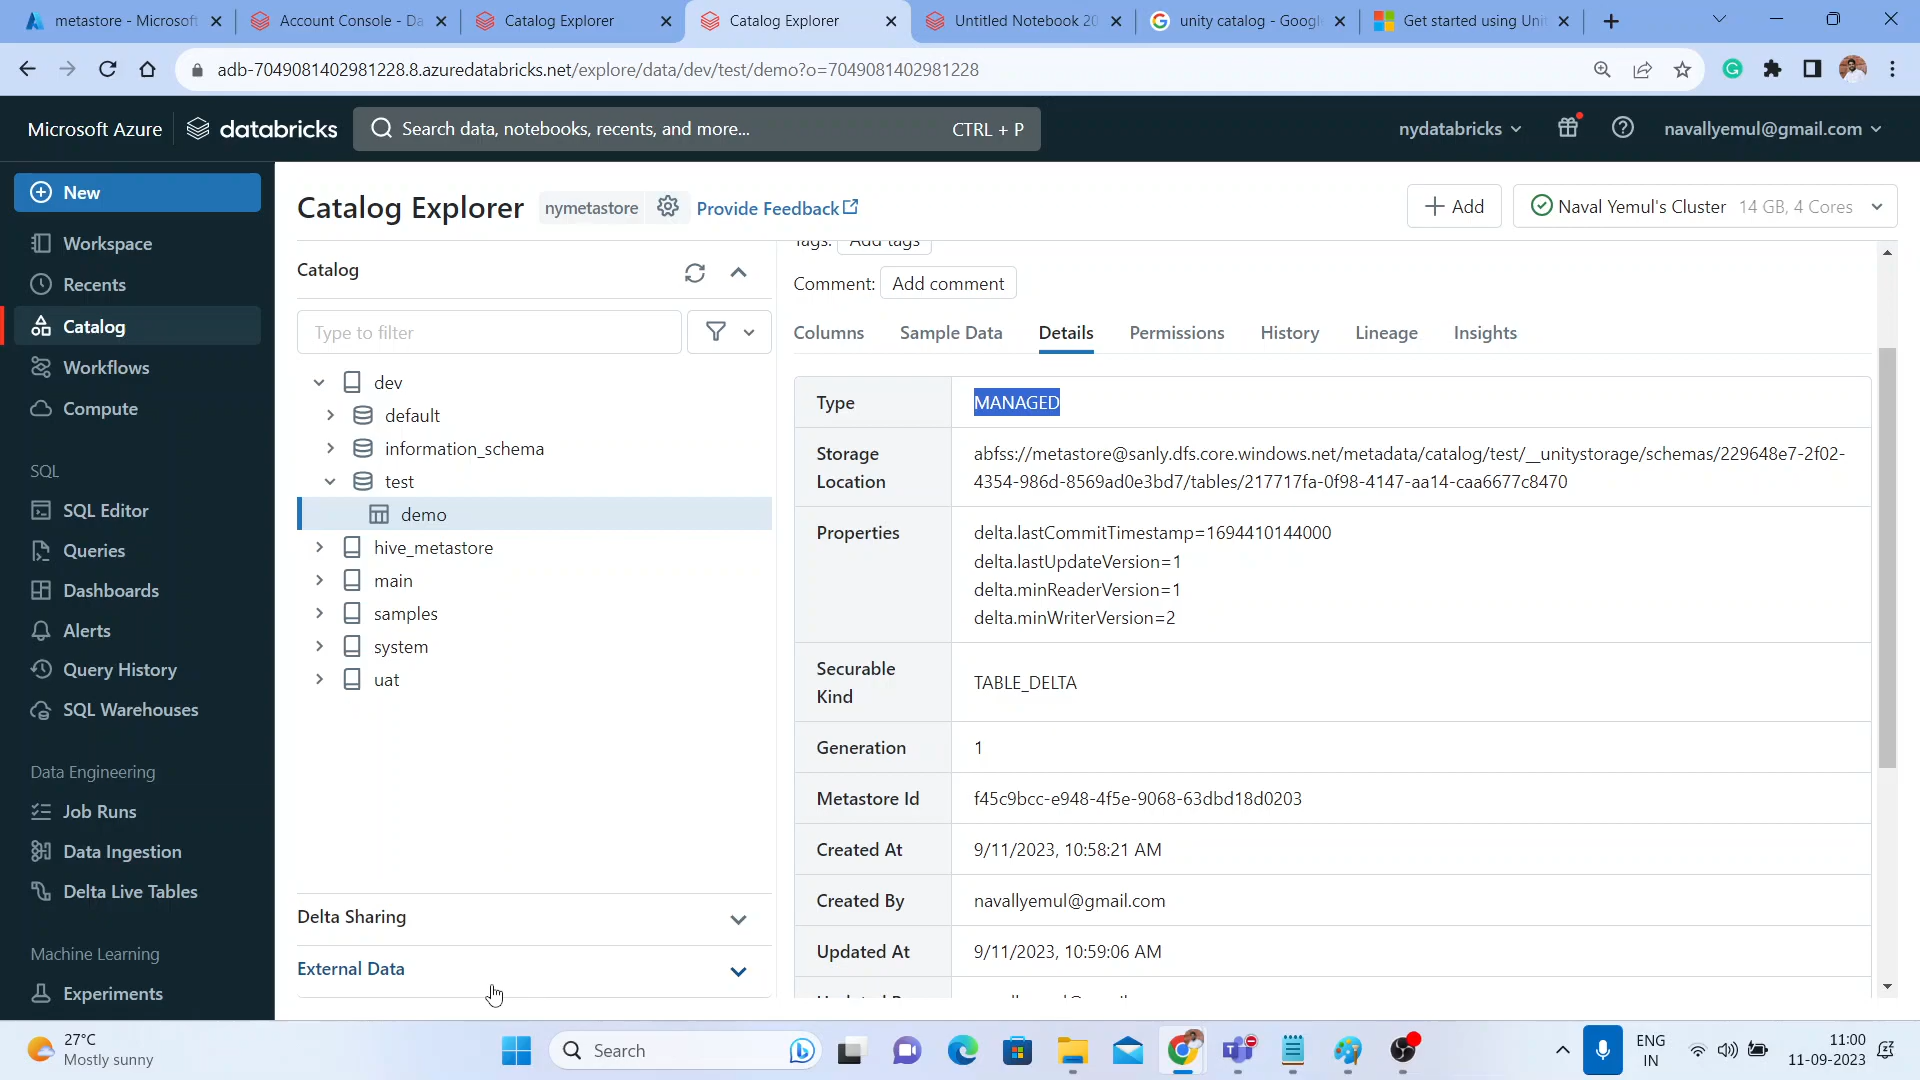 metastore - Microsof
Account Console - Da
Catalog Explorer
Catalog Explorer
Untitled Notebook 20
unity catalog - Google
Get started using Uni
adb-7049081402981228.8.azuredatabricks.net/explore/data/dev/test/demo?o=7049081402981228
Microsoft Azure
databricks
Search data, notebooks, recents, and more...
CTRL + P
nydatabricks
navallyemul@gmail.com
New
Workspace
Recents
Catalog
Workflows
Compute
SQL
SQL Editor
Queries
Dashboards
Alerts
Query History
SQL Warehouses
Data Engineering
Job Runs
Data Ingestion
Delta Live Tables
Machine Learning
Experiments
Catalog Explorer
nymetastore
Provide Feedback
Add
Naval Yemul's Cluster 14 GB, 4 Cores
Catalog
Type to filter
dev
default
information_schema
test
demo
hive_metastore
main
samples
system
uat
Delta Sharing
External Data
Tags: Add tags
Comment: Add comment
Columns
Sample Data
Details
Permissions
History
Lineage
Insights
Type
MANAGED
Storage Location
abfss://metastore@sanly.dfs.core.windows.net/metadata/catalog/test/__unitystorage/schemas/229648e7-2f02-
4354-986d-8569ad0e3bd7/tables/217717fa-0f98-4147-aa14-caa6677c8470
Properties
delta.lastCommitTimestamp=1694410144000
delta.lastUpdateVersion=1
delta.minReaderVersion=1
delta.minWriterVersion=2
Securable Kind
TABLE_DELTA
Generation
1
Metastore Id
f45c9bcc-e948-4f5e-9068-63dbd18d0203
Created At
9/11/2023, 10:58:21 AM
Created By
navallyemul@gmail.com
Updated At
9/11/2023, 10:59:06 AM
27°C
Mostly sunny
Search
ENG
IN
11:00
11-09-2023